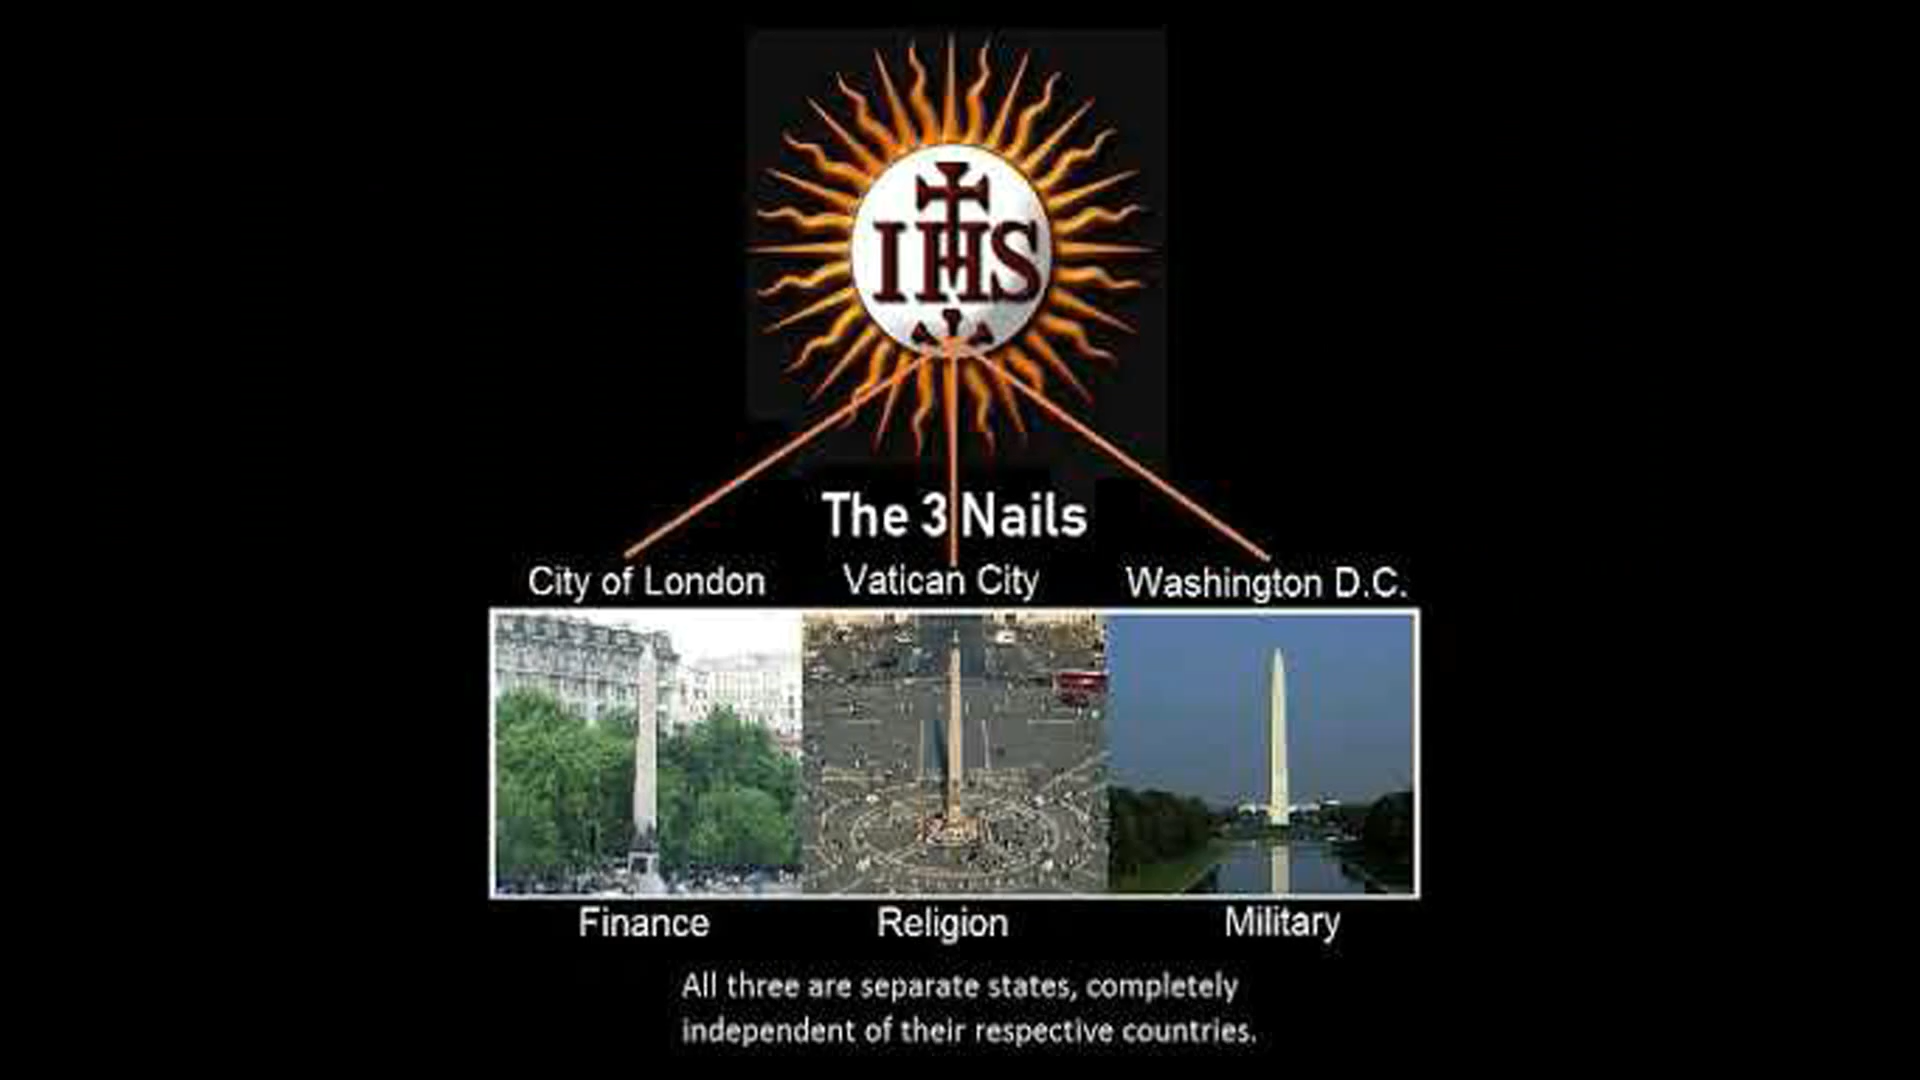 IHS
The 3 Nails
City of London
Vatican City
Washington D.C.
Finance
Religion
Military
All three are separate states, completely
independent of their respective countries.